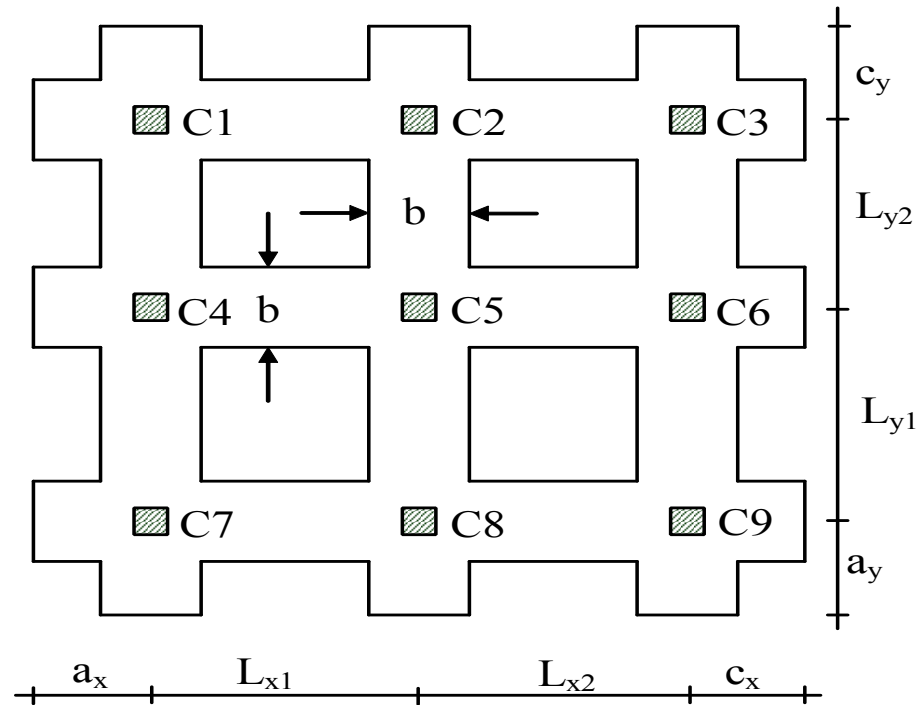 c_y
C1 C2 C3
b
L_y2
C4 b C5 C6
L_y1
C7 C8 C9
a_y
a_x L_x1 L_x2 c_x